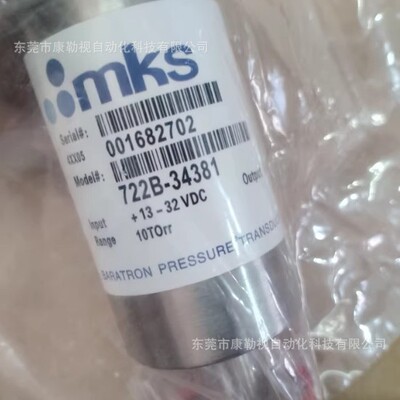 东莞市康勒视自动化科技有限公司
mks
Serial#:
001682702
XXX05
Model#:
722B-34381
Input
+13-32 VDC
Output
Range
10TOrr
BARATRON PRESSURE
东莞市康勒视自动化科技有限公司